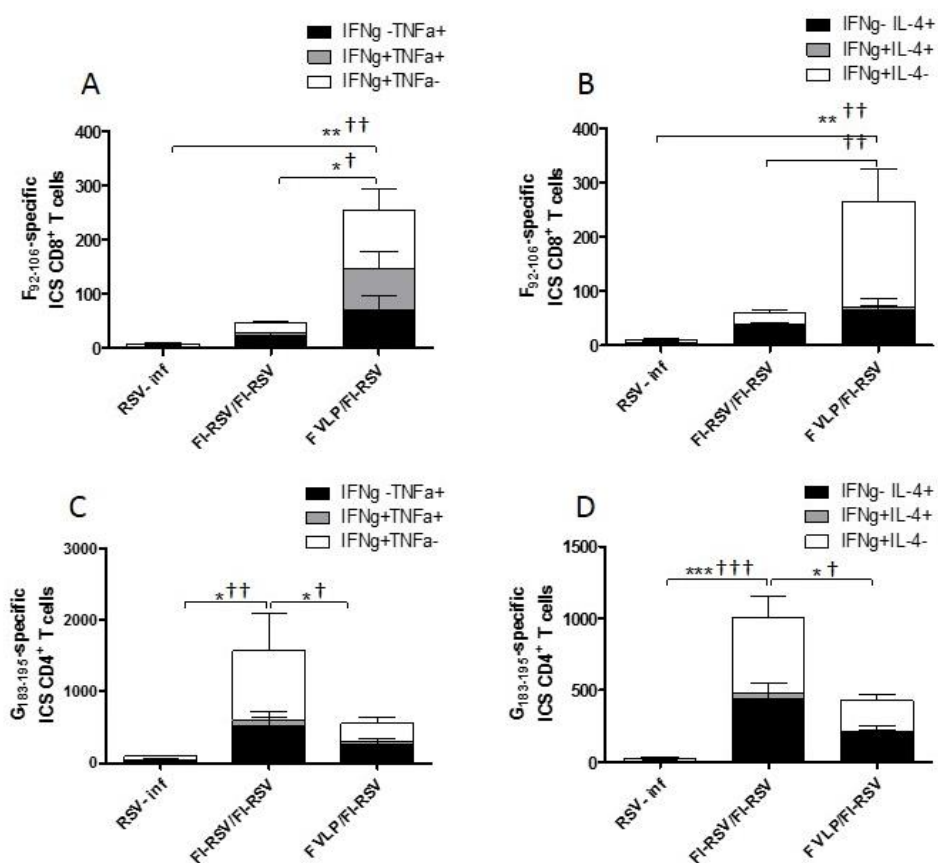 IFNg -TNFa+
IFNg+TNFa+
IFNg+TNFa-
A
400
300
200
100
0
F92-106-specific
ICS CD8+ T cells
**††
*†
RSV- inf
FI-RSV/FI-RSV
F VLP/FI-RSV
IFNg- IL-4+
IFNg+IL-4+
IFNg+IL-4-
B
400
300
200
100
0
F92-106-specific
ICS CD8+ T cells
**††
††
RSV- inf
FI-RSV/FI-RSV
F VLP/FI-RSV
IFNg -TNFa+
IFNg+TNFa+
IFNg+TNFa-
C
3000
2000
1000
0
G183-195-specific
ICS CD4+ T cells
*††
*†
RSV- inf
FI-RSV/FI-RSV
F VLP/FI-RSV
IFNg- IL-4+
IFNg+IL-4+
IFNg+IL-4-
D
1500
1000
500
0
G183-195-specific
ICS CD4+ T cells
***†††
*†
RSV- inf
FI-RSV/FI-RSV
F VLP/FI-RSV